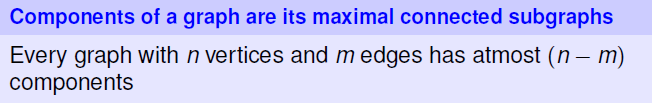 Components of a graph are its maximal connected subgraphs
Every graph with n vertices and m edges has atmost (n – m)
components